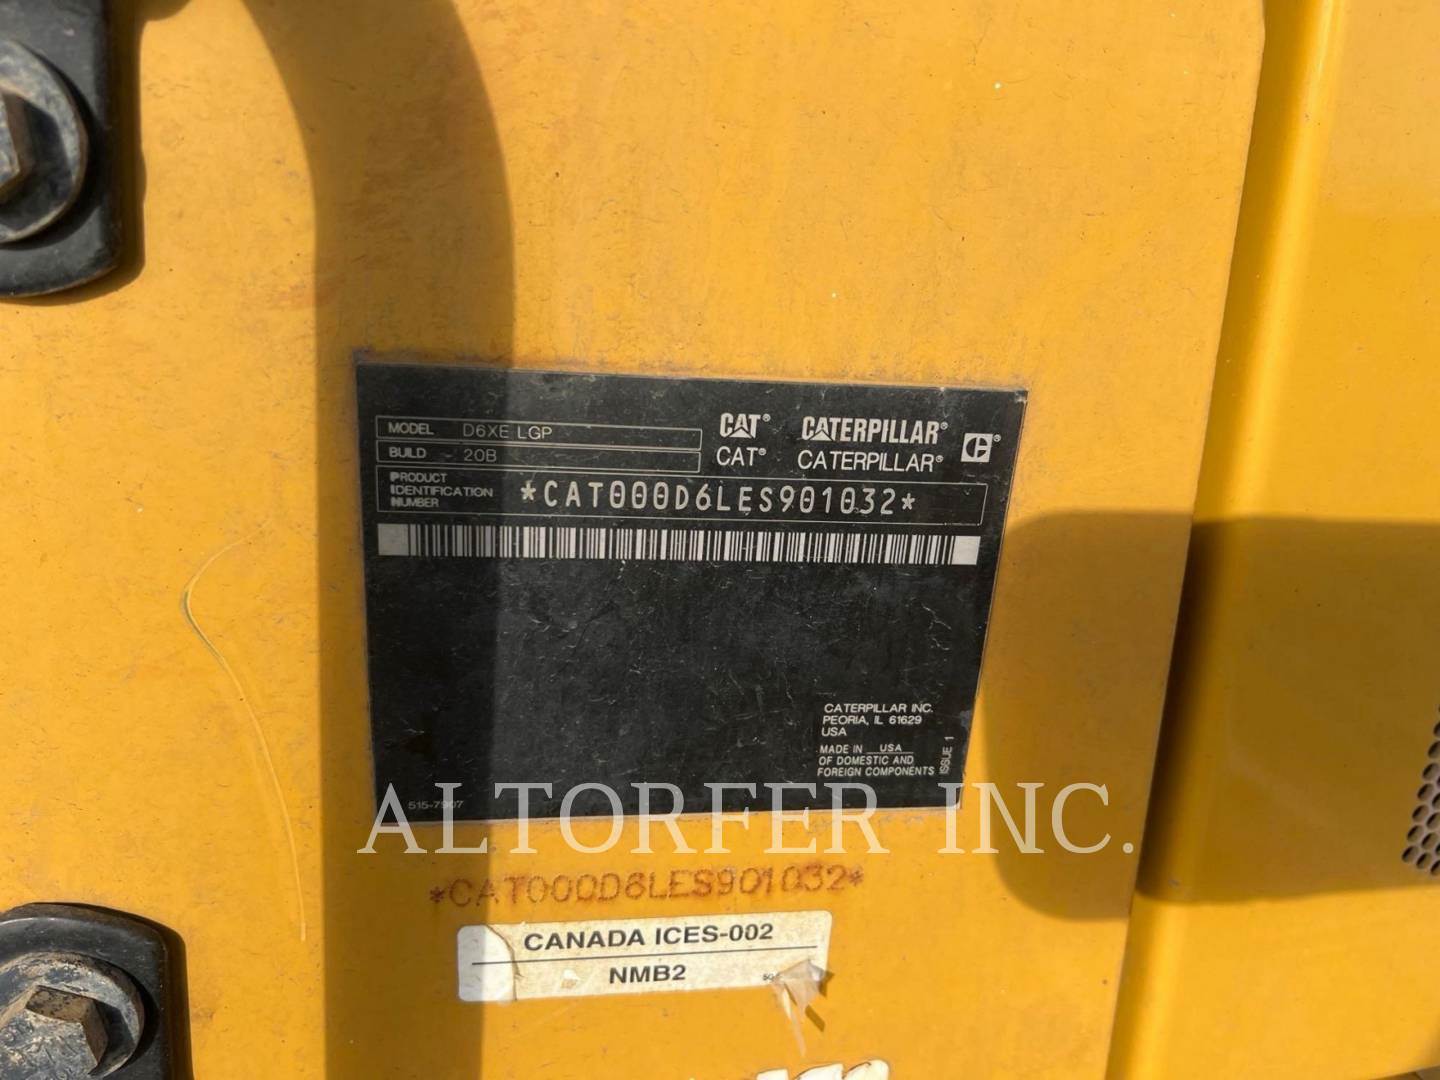 MODEL D6XE LGP
BUILD 20B
CAT® CATERPILLAR®
CAT® CATERPILLAR®
PRODUCT
IDENTIFICATION
NUMBER
*CAT000D6LES901032*
CATERPILLAR INC.
PEORIA, IL 61629
USA
MADE IN USA
OF DOMESTIC AND
FOREIGN COMPONENTS
ISSUE 1
515-7907
ALTORFER INC.
*CAT000D6LES901032*
CANADA ICES-002
NMB2